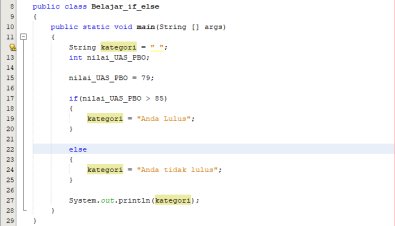 8 public class Belajar_if_else
9 {
10 public static void main(String [] args)
11 {
String kategori = " ";
13 int nilai_UAS_PBO;
14
15 nilai_UAS_PBO = 79;
16
17 if(nilai_UAS_PBO > 85)
18 {
19 kategori = "Anda Lulus";
20 }
21
22 else
23 {
24 kategori = "Anda tidak lulus";
25 }
26
27 System.out.println(kategori);
28 }
29 }